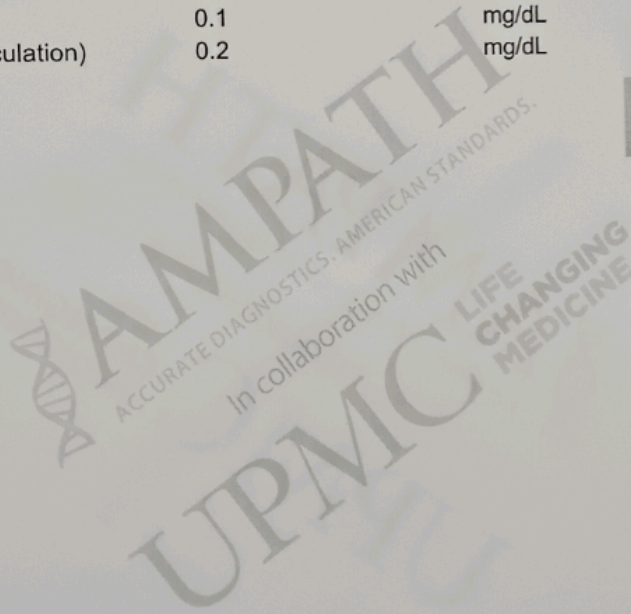 0.1 mg/dL
culation) 0.2 mg/dL
AMPATH
ACCURATE DIAGNOSTICS. AMERICAN STANDARDS.
In collaboration with
UPMC LIFE
CHANGING
MEDICINE